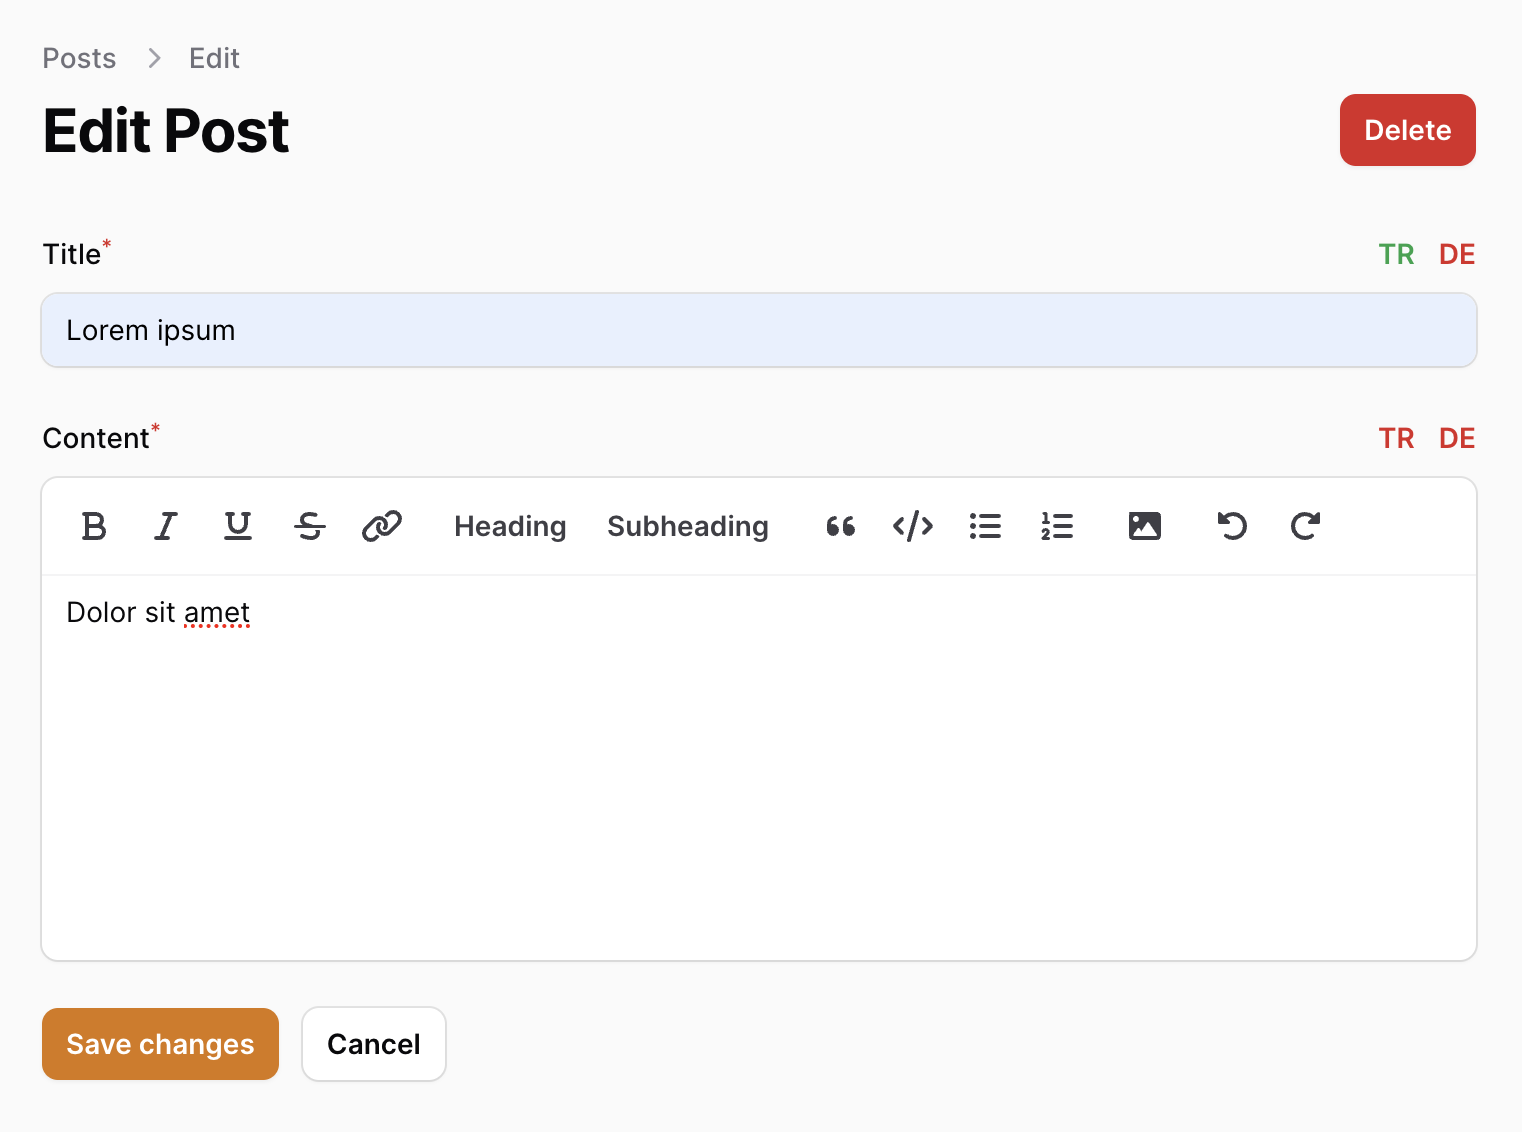 Posts > Edit
Edit Post
Delete
Title* TR DE
Lorem ipsum
Content* TR DE
Heading Subheading
Dolor sit amet
Save changes Cancel